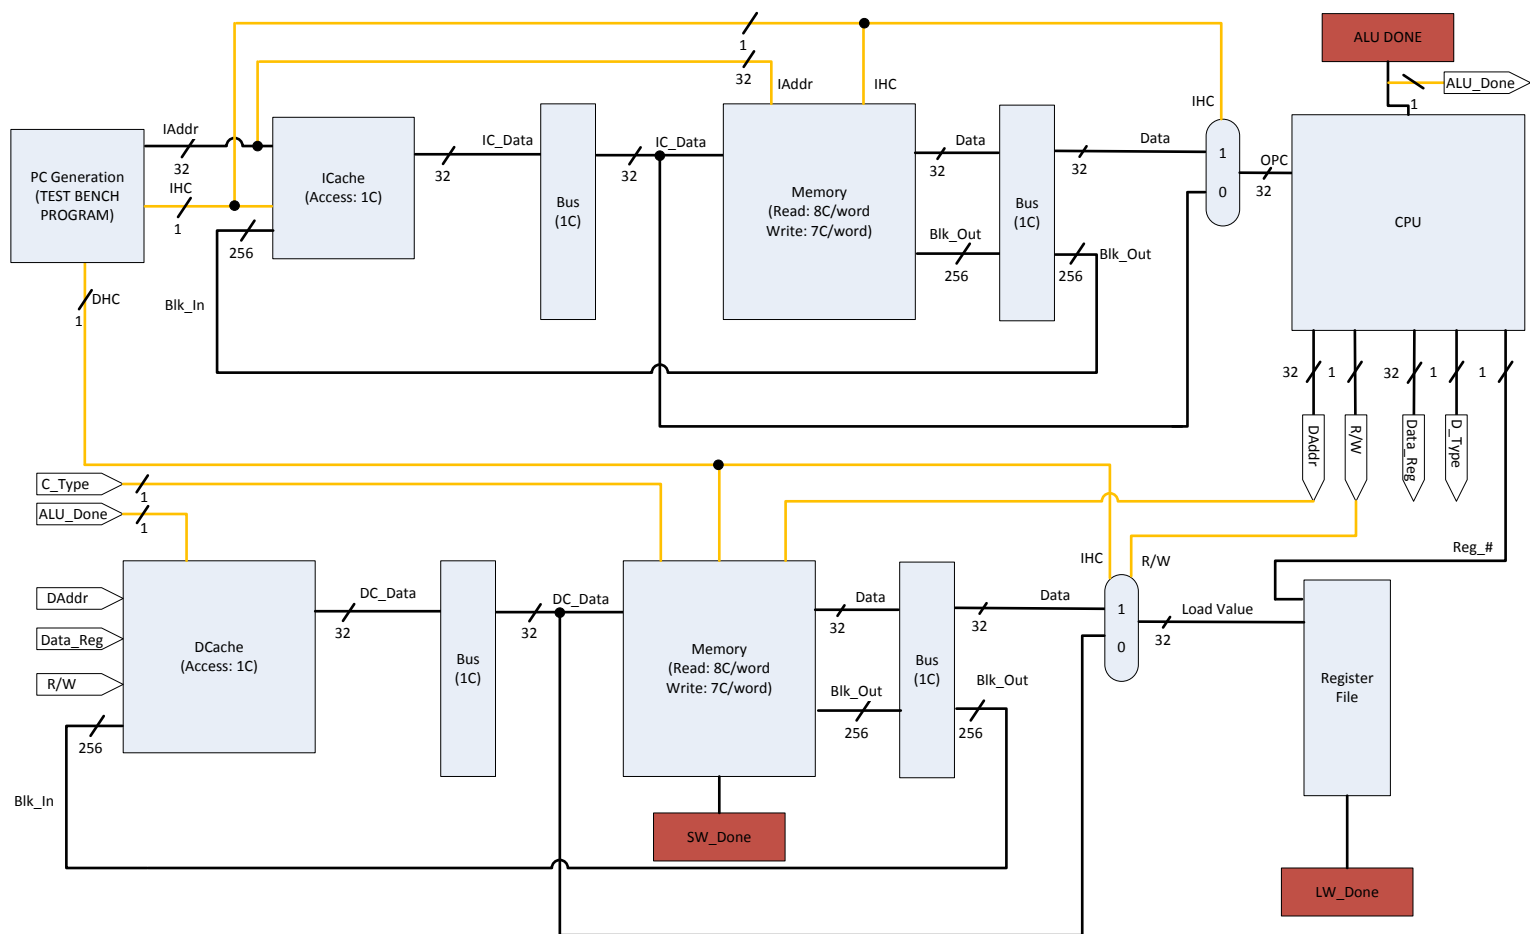 1
ALU DONE
32
IAddr
IHC
IHC
ALU_Done
1
IAddr
32
IHC
1
PC Generation
(TEST BENCH
PROGRAM)
256
Blk_In
ICache
(Access: 1C)
IC_Data
32
Bus
(1C)
IC_Data
32
Memory
(Read: 8C/word
Write: 7C/word)
Data
32
Blk_Out
256
Bus
(1C)
Data
32
Blk_Out
256
1
0
OPC
32
CPU
DHC
1
32
1
32
1
1
DAddr
R/W
Data_Reg
D_Type
Reg_#
C_Type
1
ALU_Done
1
DAddr
Data_Reg
R/W
256
Blk_In
DCache
(Access: 1C)
DC_Data
32
Bus
(1C)
DC_Data
32
Memory
(Read: 8C/word
Write: 7C/word)
Data
32
Blk_Out
256
Bus
(1C)
Data
32
Blk_Out
256
IHC
R/W
1
0
Load Value
32
Register
File
SW_Done
LW_Done